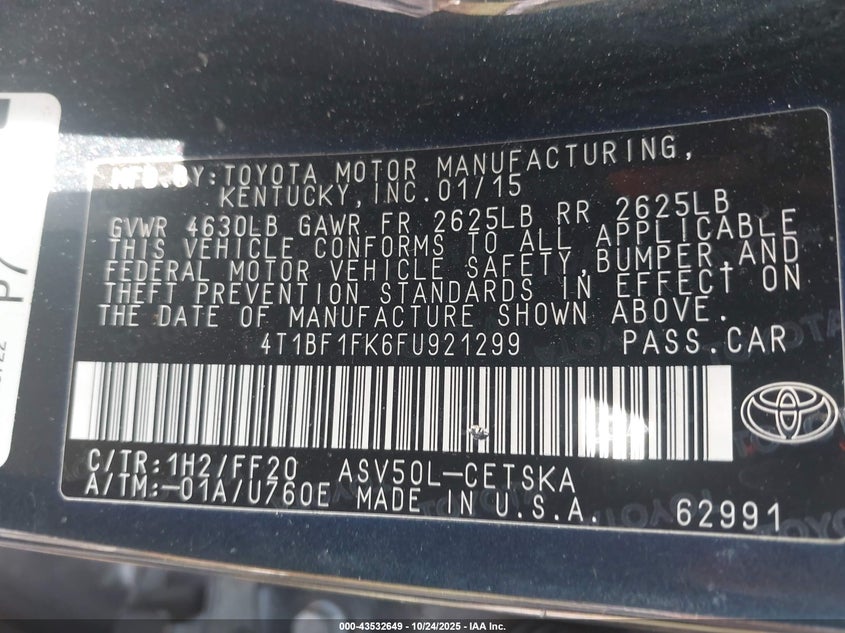 MFD.BY:TOYOTA MOTOR MANUFACTURING,
KENTUCKY,INC.01/15
GVWR 4630LB GAWR FR 2625LB RR 2625LB
THIS VEHICLE CONFORMS TO ALL APPLICABLE
FEDERAL MOTOR VEHICLE SAFETY,BUMPER,AND
THEFT PREVENTION STANDARDS IN EFFECT ON
THE DATE OF MANUFACTURE SHOWN ABOVE.
4T1BF1FK6FU921299 PASS.CAR
C/TR:1H2/FF20 ASV50L-CETSKA
A/TM:-01A/U760E MADE IN U.S.A. 62991
P7
000-43532649 - 10/24/2025 - IAA Inc.